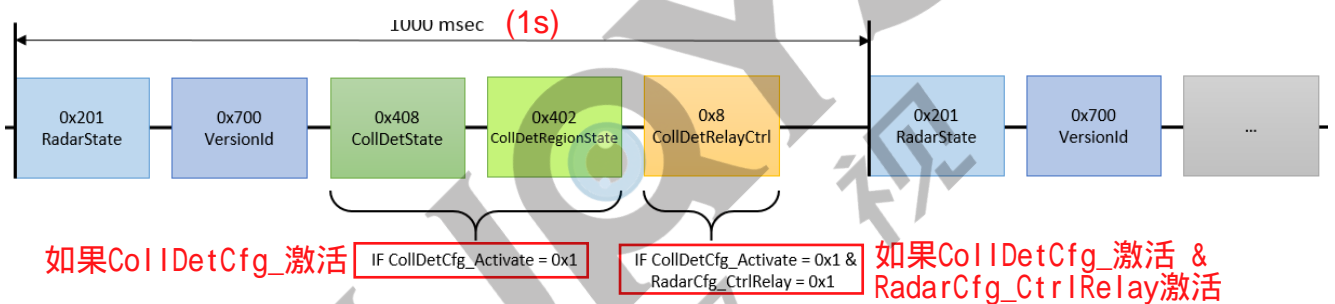 1000 msec (1s)
0x201
RadarState
0x700
VersionId
0x408
CollDetState
0x402
CollDetRegionState
0x8
CollDetRelayCtrl
0x201
RadarState
0x700
VersionId
...
如果CollDetCfg_激活
IF CollDetCfg_Activate = 0x1
IF CollDetCfg_Activate = 0x1 &
RadarCfg_CtrlRelay = 0x1
如果CollDetCfg_激活 &
RadarCfg_CtrlRelay激活
视